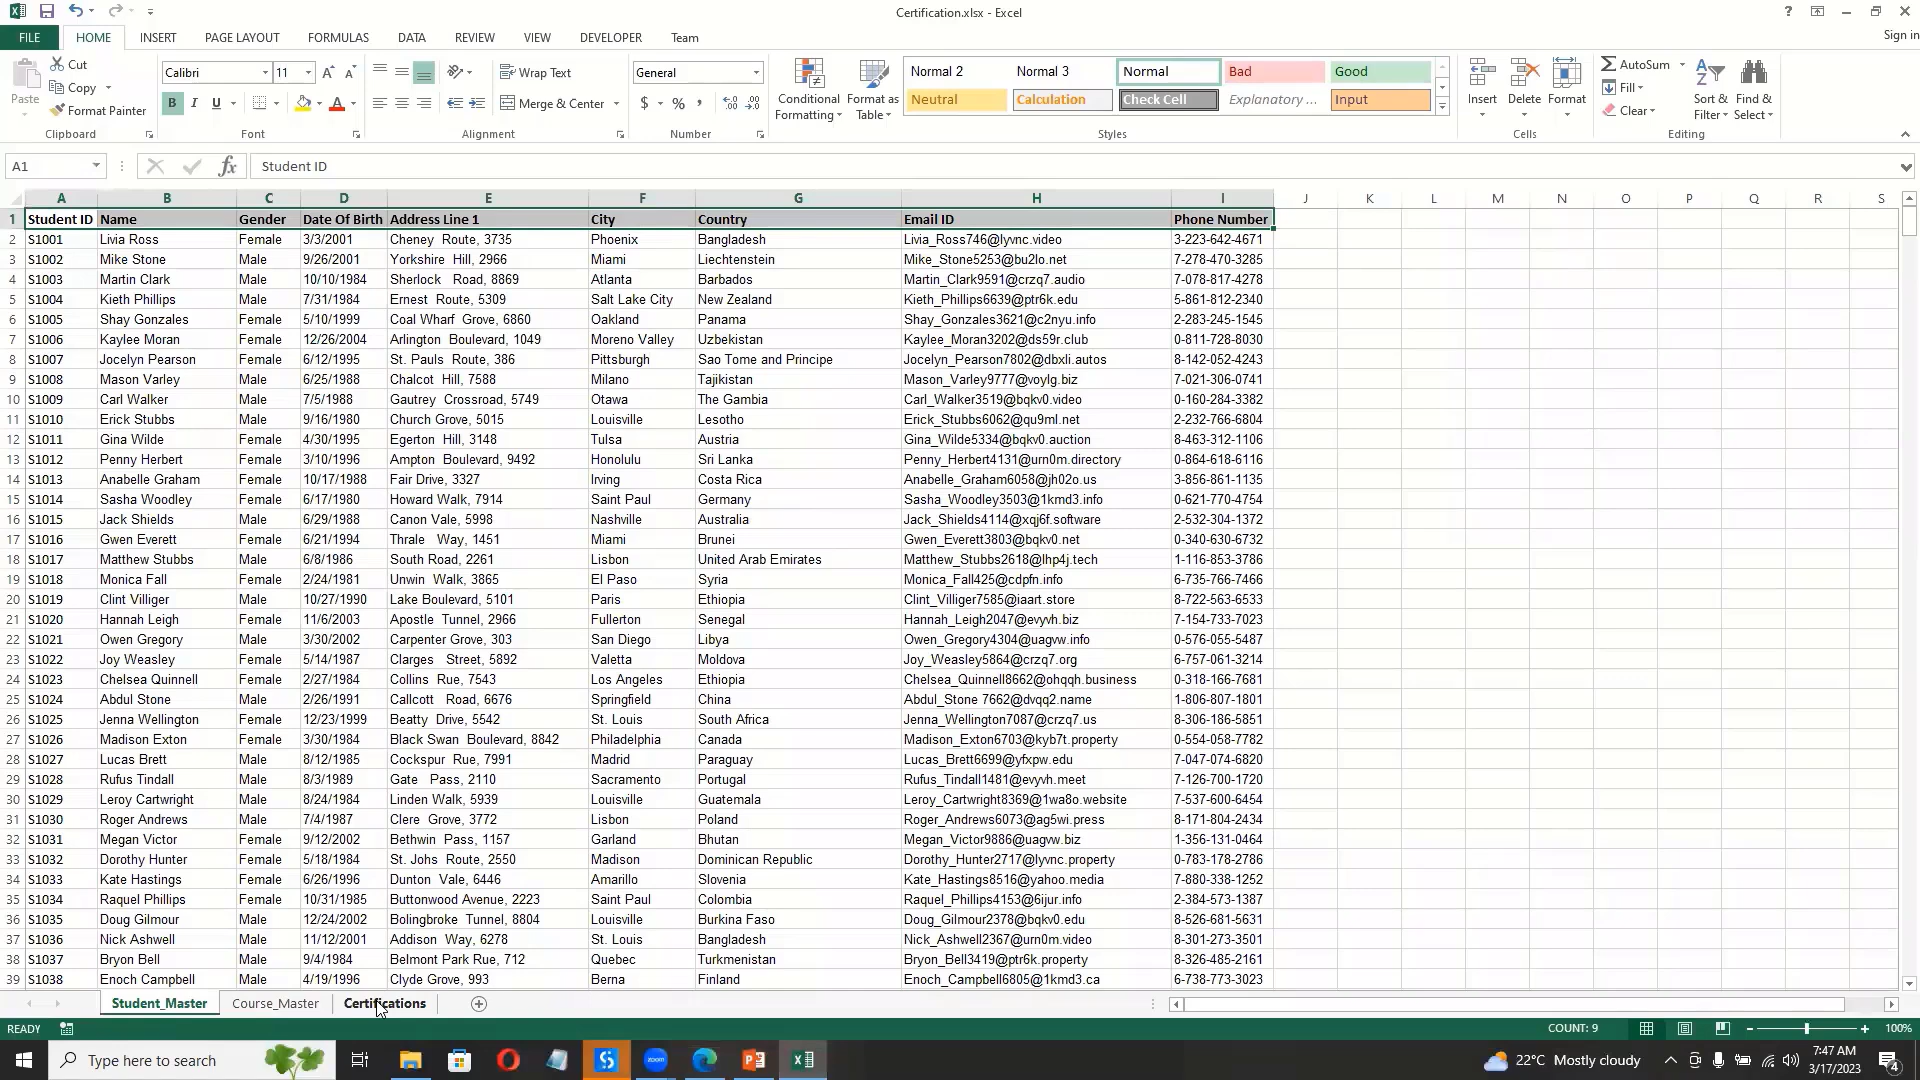 Certification.xlsx - Excel
?
FILE HOME INSERT PAGE LAYOUT FORMULAS DATA REVIEW VIEW DEVELOPER Team Sign in
Paste Cut Copy Format Painter Clipboard
Calibri 11 A A B I U A Font
Wrap Text Merge & Center Alignment
General $ % , Number
Conditional Formatting Format as Table
Normal 2 Normal 3 Normal Bad Good
Neutral Calculation Check Cell Explanatory ... Input
Styles
Insert Delete Format Cells
AutoSum Fill Clear Sort & Filter Find & Select Editing
A1 fx Student ID
A B C D E F G H I J K L M N O P Q R S
1 Student ID Name Gender Date Of Birth Address Line 1 City Country Email ID Phone Number
2 S1001 Livia Ross Female 3/3/2001 Cheney Route, 3735 Phoenix Bangladesh Livia_Ross746@lyvnc.video 3-223-642-4671
3 S1002 Mike Stone Male 9/26/2001 Yorkshire Hill, 2966 Miami Liechtenstein Mike_Stone5253@bu2lo.net 7-278-470-3285
4 S1003 Martin Clark Male 10/10/1984 Sherlock Road, 8869 Atlanta Barbados Martin_Clark9591@crzq7.audio 7-078-817-4278
5 S1004 Kieth Phillips Male 7/31/1984 Ernest Route, 5309 Salt Lake City New Zealand Kieth_Phillips6639@ptr6k.edu 5-861-812-2340
6 S1005 Shay Gonzales Female 5/10/1999 Coal Wharf Grove, 6860 Oakland Panama Shay_Gonzales3621@c2nyu.info 2-283-245-1545
7 S1006 Kaylee Moran Female 12/26/2004 Arlington Boulevard, 1049 Moreno Valley Uzbekistan Kaylee_Moran3202@ds59r.club 0-811-728-8030
8 S1007 Jocelyn Pearson Female 6/12/1995 St. Pauls Route, 386 Pittsburgh Sao Tome and Principe Jocelyn_Pearson7802@dbxli.autos 8-142-052-4243
9 S1008 Mason Varley Male 6/25/1988 Chalcot Hill, 7588 Milano Tajikistan Mason_Varley9777@voylg.biz 7-021-306-0741
10 S1009 Carl Walker Male 7/5/1988 Gautrey Crossroad, 5749 Otawa The Gambia Carl_Walker3519@bqkv0.video 0-160-284-3382
11 S1010 Erick Stubbs Male 9/16/1980 Church Grove, 5015 Louisville Lesotho Erick_Stubbs6062@qu9ml.net 2-232-766-6804
12 S1011 Gina Wilde Female 4/30/1995 Egerton Hill, 3148 Tulsa Austria Gina_Wilde5334@bqkv0.auction 8-463-312-1106
13 S1012 Penny Herbert Female 3/10/1996 Ampton Boulevard, 9492 Honolulu Sri Lanka Penny_Herbert4131@urn0m.directory 0-864-618-6116
14 S1013 Anabelle Graham Female 10/17/1988 Fair Drive, 3327 Irving Costa Rica Anabelle_Graham6058@jh02o.us 3-856-861-1135
15 S1014 Sasha Woodley Female 6/17/1980 Howard Walk, 7914 Saint Paul Germany Sasha_Woodley3503@1kmd3.info 0-621-770-4754
16 S1015 Jack Shields Male 6/29/1988 Canon Vale, 5998 Nashville Australia Jack_Shields4114@xqj6f.software 2-532-304-1372
17 S1016 Gwen Everett Female 6/21/1994 Thrale Way, 1451 Miami Brunei Gwen_Everett3803@bqkv0.net 0-340-630-6732
18 S1017 Matthew Stubbs Male 6/8/1986 South Road, 2261 Lisbon United Arab Emirates Matthew_Stubbs2618@lhp4j.tech 1-116-853-3786
19 S1018 Monica Fall Female 2/24/1981 Unwin Walk, 3865 El Paso Syria Monica_Fall425@cdpfn.info 6-735-766-7466
20 S1019 Clint Villiger Male 10/27/1990 Lake Boulevard, 5101 Paris Ethiopia Clint_Villiger7585@iaart.store 8-722-563-6533
21 S1020 Hannah Leigh Female 11/6/2003 Apostle Tunnel, 2966 Fullerton Senegal Hannah_Leigh2047@evyvh.biz 7-154-733-7023
22 S1021 Owen Gregory Male 3/30/2002 Carpenter Grove, 303 San Diego Libya Owen_Gregory4304@uagvw.info 0-576-055-5487
23 S1022 Joy Weasley Female 5/14/1987 Clarges Street, 5892 Valetta Moldova Joy_Weasley5864@crzq7.org 6-757-061-3214
24 S1023 Chelsea Quinnell Female 2/27/1984 Collins Rue, 7543 Los Angeles Ethiopia Chelsea_Quinnell8662@ohqqh.business 0-318-166-7681
25 S1024 Abdul Stone Male 2/26/1991 Callcott Road, 6676 Springfield China Abdul_Stone 7662@dvqq2.name 1-806-807-1801
26 S1025 Jenna Wellington Female 12/23/1999 Beatty Drive, 5542 St. Louis South Africa Jenna_Wellington7087@crzq7.us 8-306-186-5851
27 S1026 Madison Exton Female 3/30/1984 Black Swan Boulevard, 8842 Philadelphia Canada Madison_Exton6703@kyb7t.property 0-554-058-7782
28 S1027 Lucas Brett Male 8/12/1985 Cockspur Rue, 7991 Madrid Paraguay Lucas_Brett6699@yfxpw.edu 7-047-074-6820
29 S1028 Rufus Tindall Male 8/3/1989 Gate Pass, 2110 Sacramento Portugal Rufus_Tindall1481@evyvh.meet 7-126-700-1720
30 S1029 Leroy Cartwright Male 8/24/1984 Linden Walk, 5939 Louisville Guatemala Leroy_Cartwright8369@1wa8o.website 7-537-600-6454
31 S1030 Roger Andrews Male 7/4/1987 Clere Grove, 3772 Lisbon Poland Roger_Andrews6073@ag5wi.press 8-171-804-2434
32 S1031 Megan Victor Female 9/12/2002 Bethwin Pass, 1157 Garland Bhutan Megan_Victor9886@uagvw.biz 1-356-131-0464
33 S1032 Dorothy Hunter Female 5/18/1984 St. Johs Route, 2550 Madison Dominican Republic Dorothy_Hunter2717@lyvnc.property 0-783-178-2786
34 S1033 Kate Hastings Female 6/26/1996 Dunton Vale, 6446 Amarillo Slovenia Kate_Hastings8516@yahoo.media 7-880-338-1252
35 S1034 Raquel Phillips Female 10/31/1985 Buttonwood Avenue, 2223 Saint Paul Colombia Raquel_Phillips4153@6ijur.info 2-384-573-1387
36 S1035 Doug Gilmour Male 12/24/2002 Bolingbroke Tunnel, 8804 Louisville Burkina Faso Doug_Gilmour2378@bqkv0.edu 8-526-681-5631
37 S1036 Nick Ashwell Male 11/12/2001 Addison Way, 6278 St. Louis Bangladesh Nick_Ashwell2367@urn0m.video 8-301-273-3501
38 S1037 Bryon Bell Male 9/4/1984 Belmont Park Rue, 712 Quebec Turkmenistan Bryon_Bell3419@ptr6k.property 8-326-485-2161
39 S1038 Enoch Campbell Male 4/19/1996 Clyde Grove, 993 Berna Finland Enoch_Campbell6805@1kmd3.ca 6-738-773-3023
Student_Master Course_Master Certifications
READY COUNT: 9 100%
Type here to search zoom 22°C Mostly cloudy 7:47 AM
3/17/2023 4